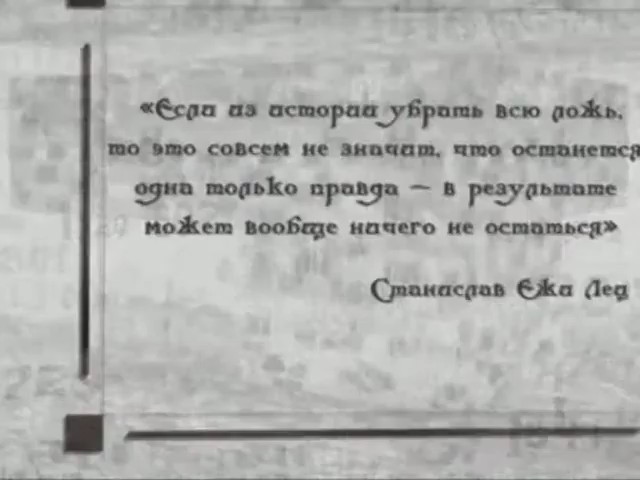 «Если из истории убрать всю ложь,
то это совсем не значит, что останется
одна только правда — в результате
может вообще ничего не остаться»
Станислав Ежи Лец